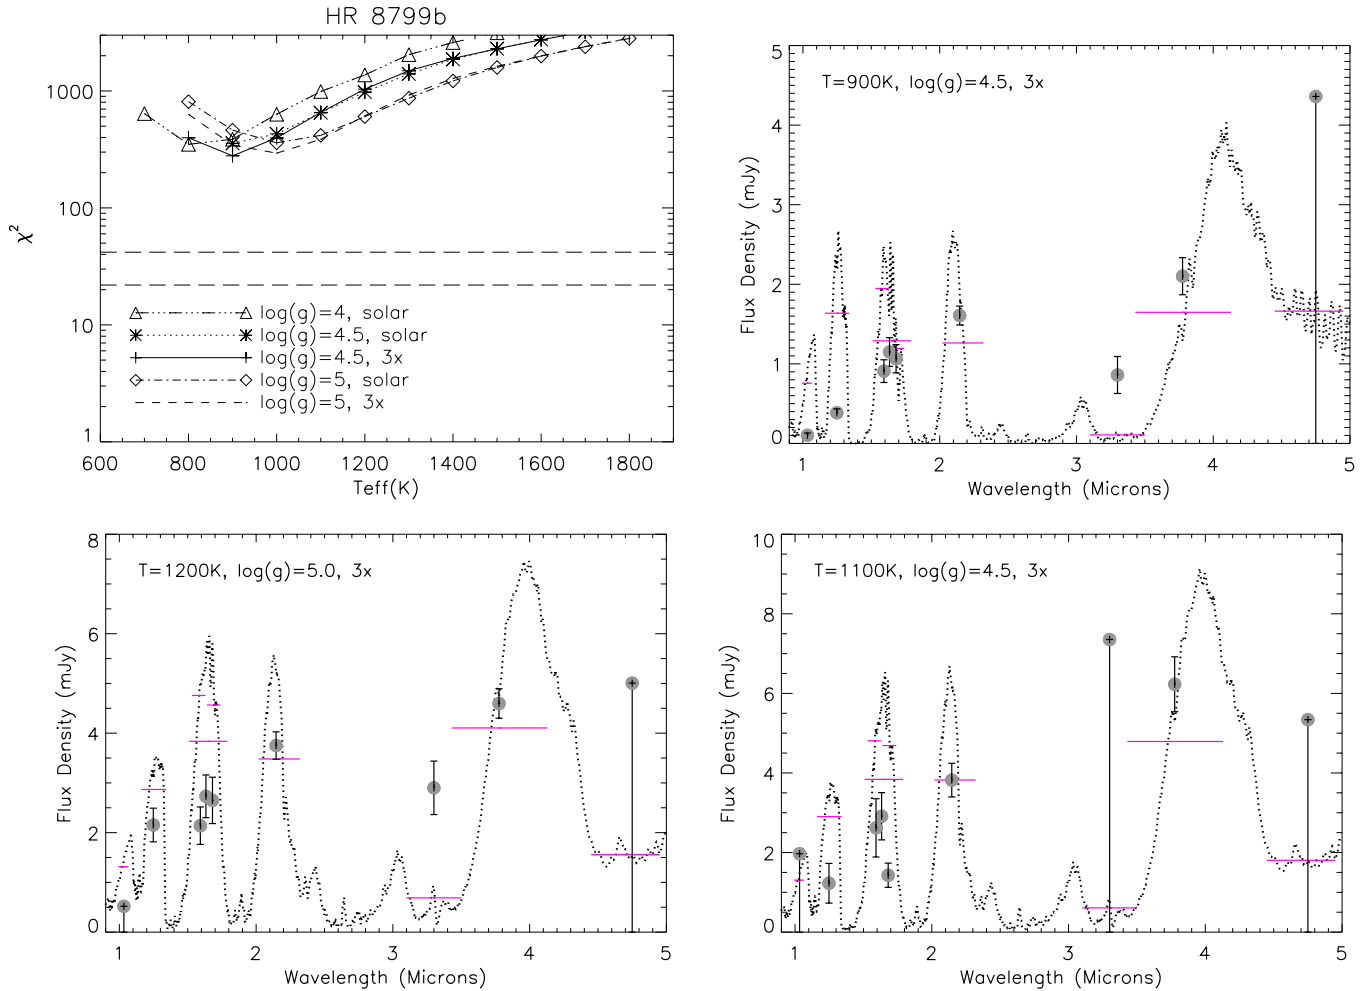 HR 8799b
1000
100
10
1
χ²
log(g)=4, solar
log(g)=4.5, solar
log(g)=4.5, 3x
log(g)=5, solar
log(g)=5, 3x
600 800 1000 1200 1400 1600 1800
Teff(K)
T=900K, log(g)=4.5, 3x
5
4
3
2
1
0
Flux Density (mJy)
1 2 3 4 5
Wavelength (Microns)
T=1200K, log(g)=5.0, 3x
8
6
4
2
0
Flux Density (mJy)
1 2 3 4 5
Wavelength (Microns)
T=1100K, log(g)=4.5, 3x
10
8
6
4
2
0
Flux Density (mJy)
1 2 3 4 5
Wavelength (Microns)